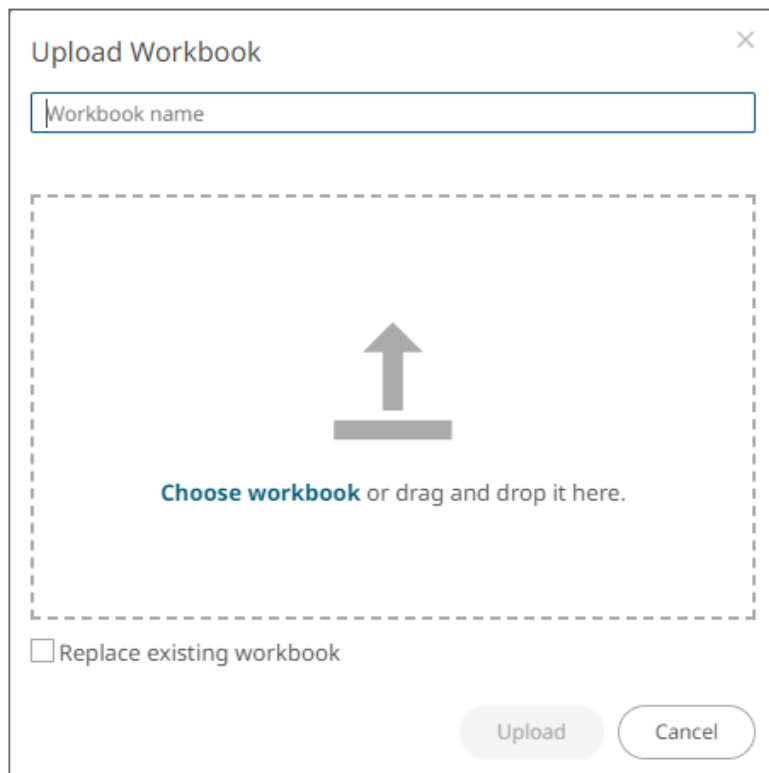 Upload Workbook
Workbook name
Choose workbook or drag and drop it here.
Replace existing workbook
Upload
Cancel